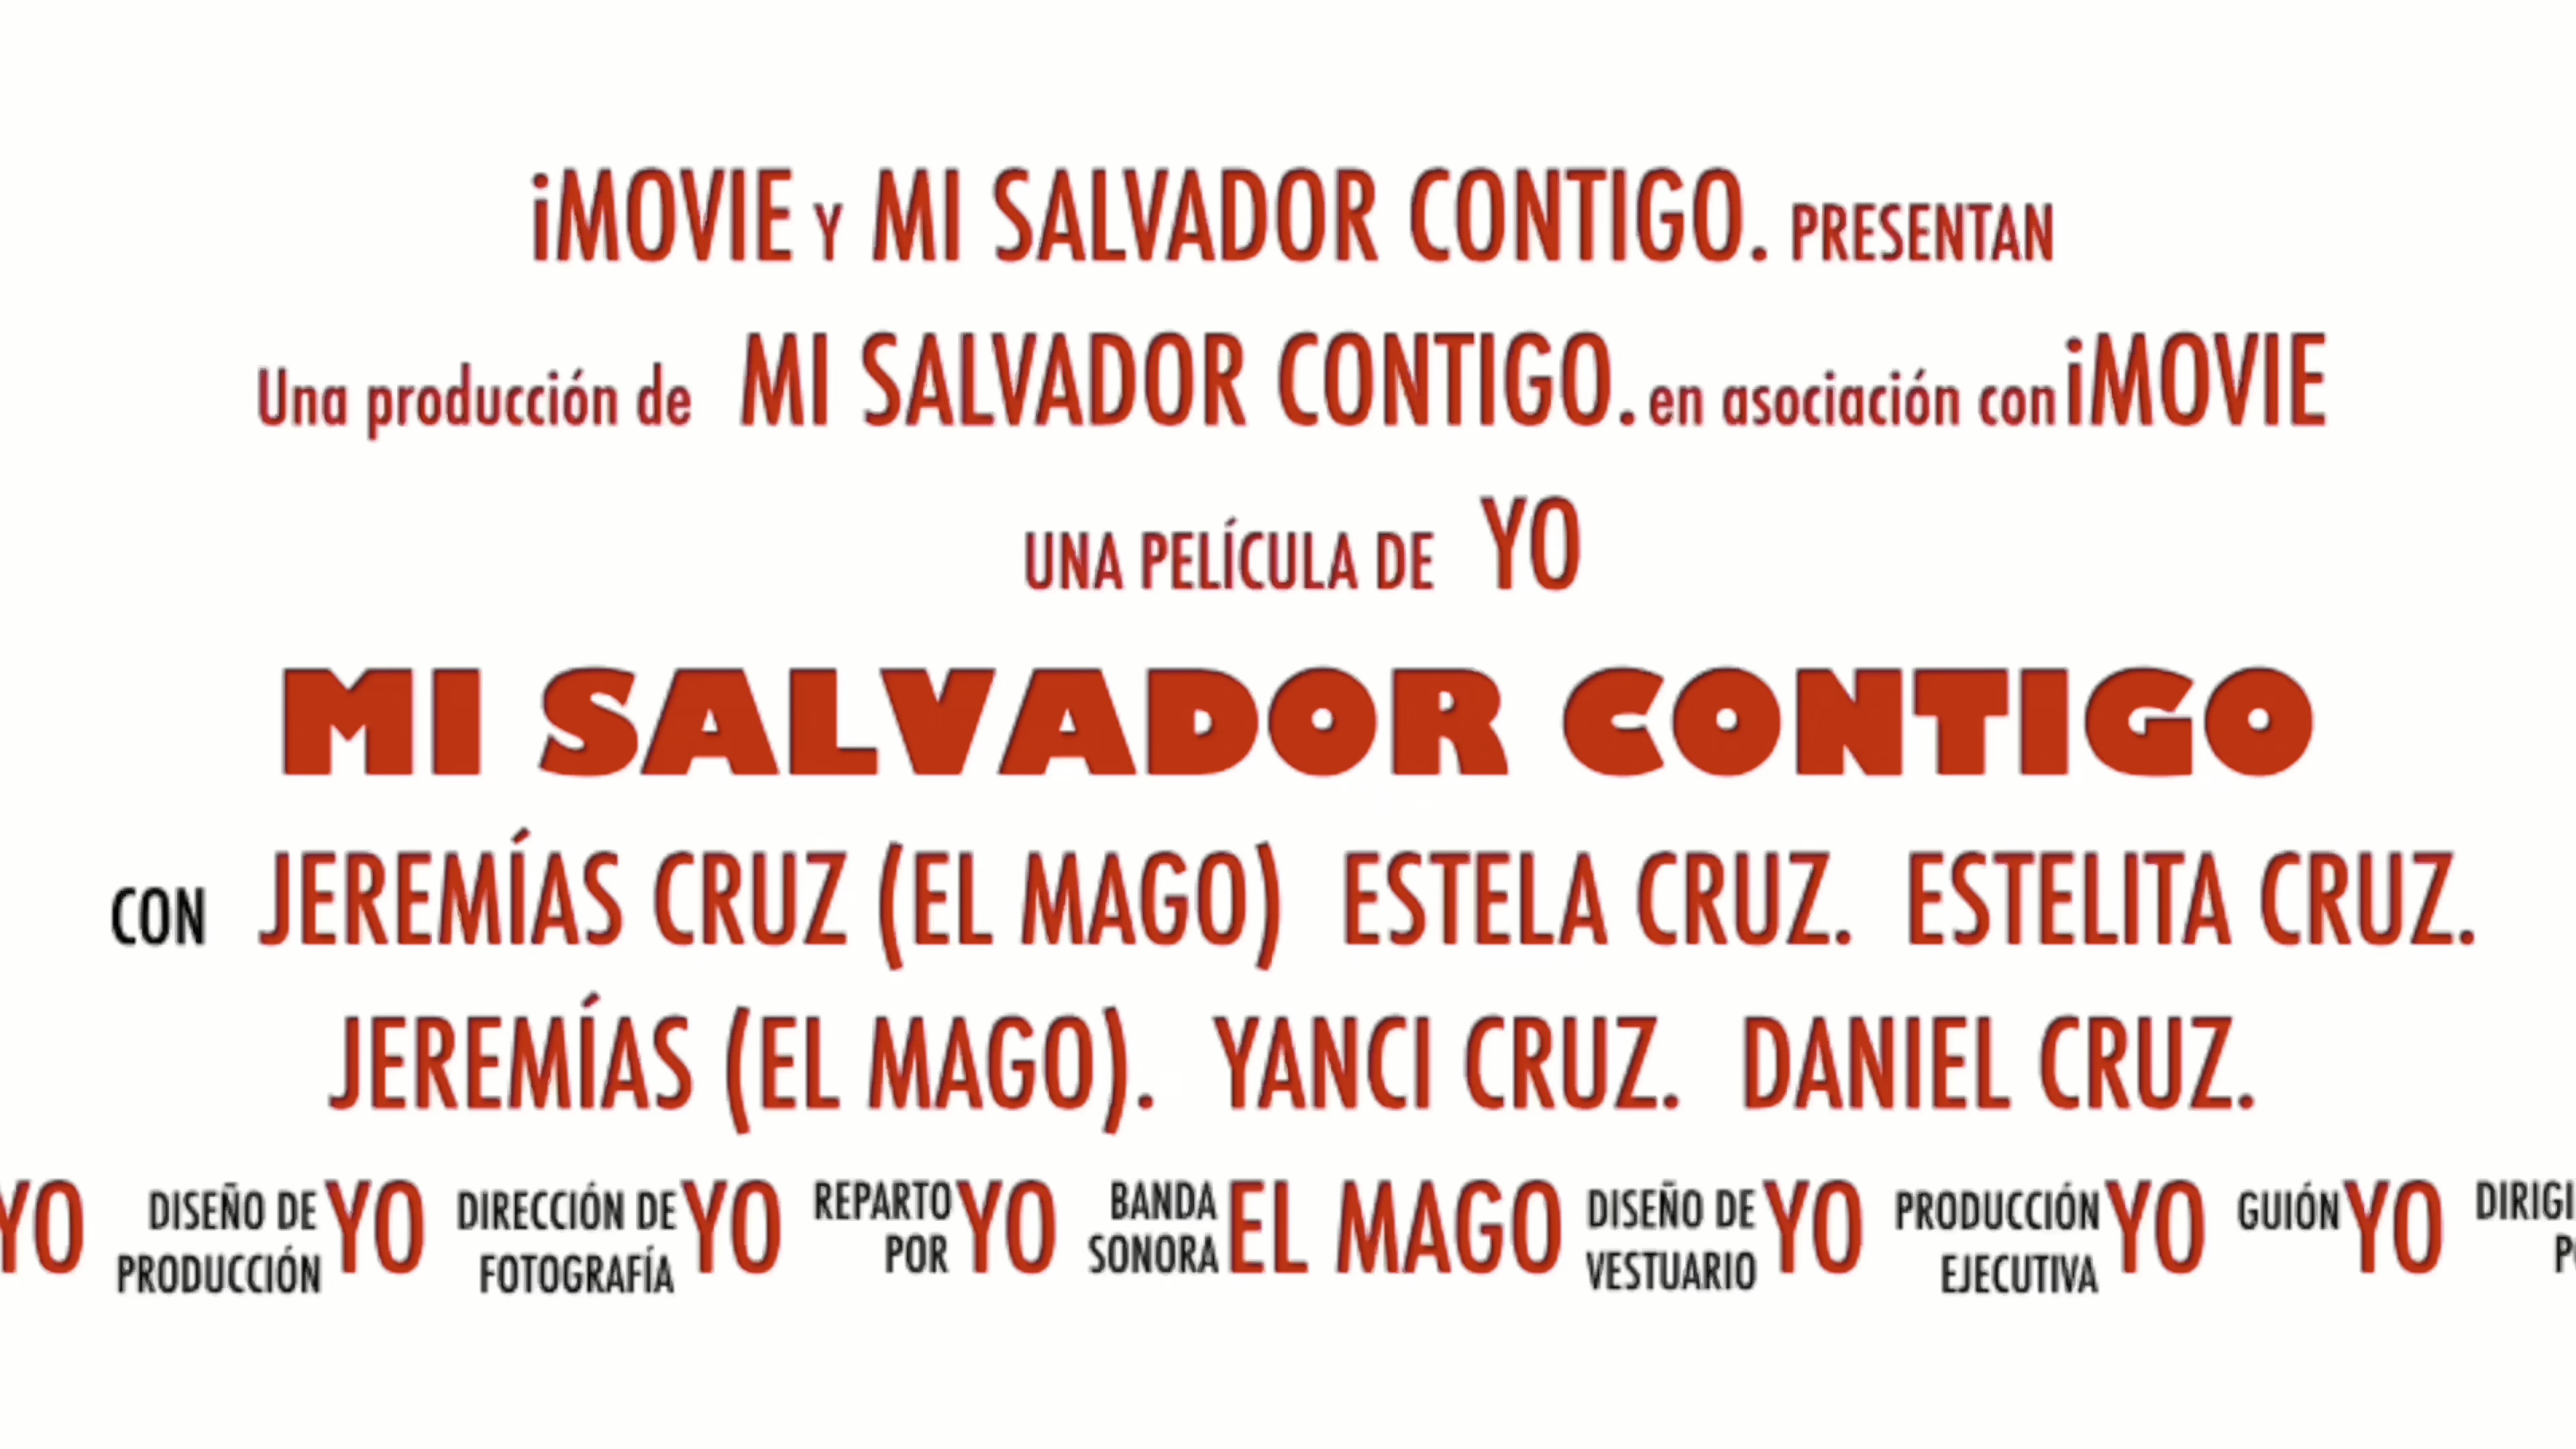 iMOVIE Y MI SALVADOR CONTIGO. PRESENTAN
Una producción de MI SALVADOR CONTIGO. en asociación con iMOVIE
UNA PELÍCULA DE YO
MI SALVADOR CONTIGO
CON JEREMÍAS CRUZ (EL MAGO) ESTELA CRUZ. ESTELITA CRUZ.
JEREMÍAS (EL MAGO). YANCI CRUZ. DANIEL CRUZ.
YO DISEÑO DE PRODUCCIÓN YO DIRECCIÓN DE FOTOGRAFÍA YO REPARTO POR YO BANDA SONORA EL MAGO DISEÑO DE VESTUARIO YO PRODUCCIÓN EJECUTIVA YO GUIÓN YO